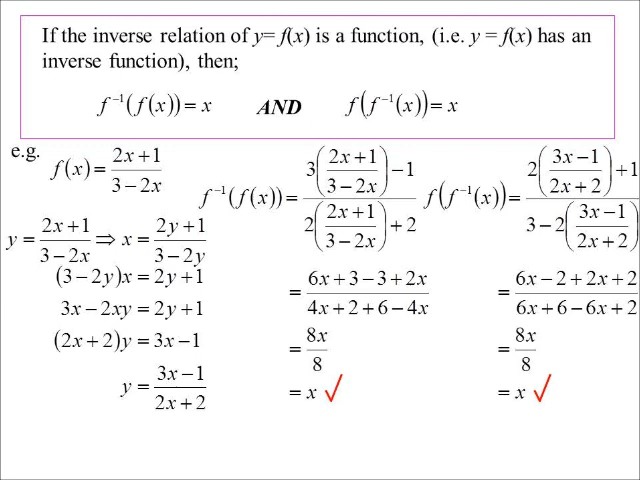 If the inverse relation of y= f(x) is a function, (i.e. y = f(x) has an
inverse function), then;
f⁻¹(f(x)) = x AND f(f⁻¹(x)) = x
e.g.
f(x) = (2x+1)/(3−2x)
y = (2x+1)/(3−2x) ⇒ x = (2y+1)/(3−2y)
(3−2y)x = 2y+1
3x−2xy = 2y+1
(2x+2)y = 3x−1
y = (3x−1)/(2x+2)
f⁻¹(f(x)) = (3((2x+1)/(3−2x))−1)/(2((2x+1)/(3−2x))+2)
= (6x+3−3+2x)/(4x+2+6−4x)
= 8x/8
= x ✓
f(f⁻¹(x)) = (2((3x−1)/(2x+2))+1)/(3−2((3x−1)/(2x+2)))
= (6x−2+2x+2)/(6x+6−6x+2)
= 8x/8
= x ✓